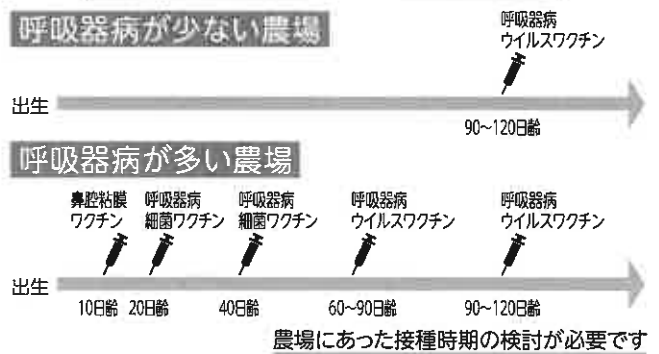 呼吸器病が少ない農場
呼吸器病
ウイルスワクチン
出生
90～120日齢
呼吸器病が多い農場
鼻腔粘膜
ワクチン
呼吸器病
細菌ワクチン
呼吸器病
細菌ワクチン
呼吸器病
ウイルスワクチン
呼吸器病
ウイルスワクチン
出生
10日齢
20日齢
40日齢
60～90日齢
90～120日齢
農場にあった接種時期の検討が必要です